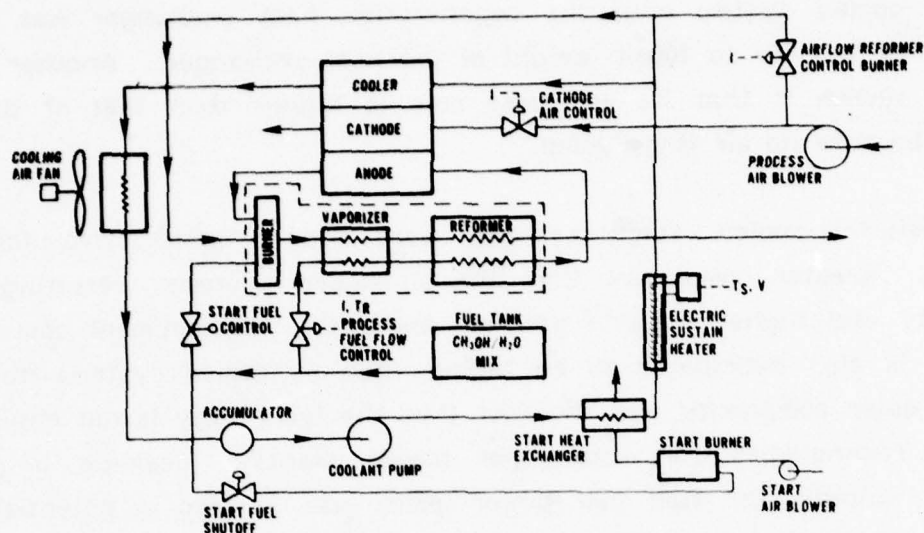 AIRFLOW REFORMER
CONTROL BURNER
I
COOLER
CATHODE
AIR CONTROL
I
CATHODE
ANODE
COOLING
AIR FAN
PROCESS
AIR BLOWER
BURNER
VAPORIZER
REFORMER
TS, V
ELECTRIC
SUSTAIN
HEATER
START FUEL
CONTROL
I, TR
PROCESS
FUEL FLOW
CONTROL
FUEL TANK
CH3OH/H2O
MIX
ACCUMULATOR
COOLANT PUMP
START HEAT
EXCHANGER
START BURNER
START
AIR BLOWER
START FUEL
SHUTOFF